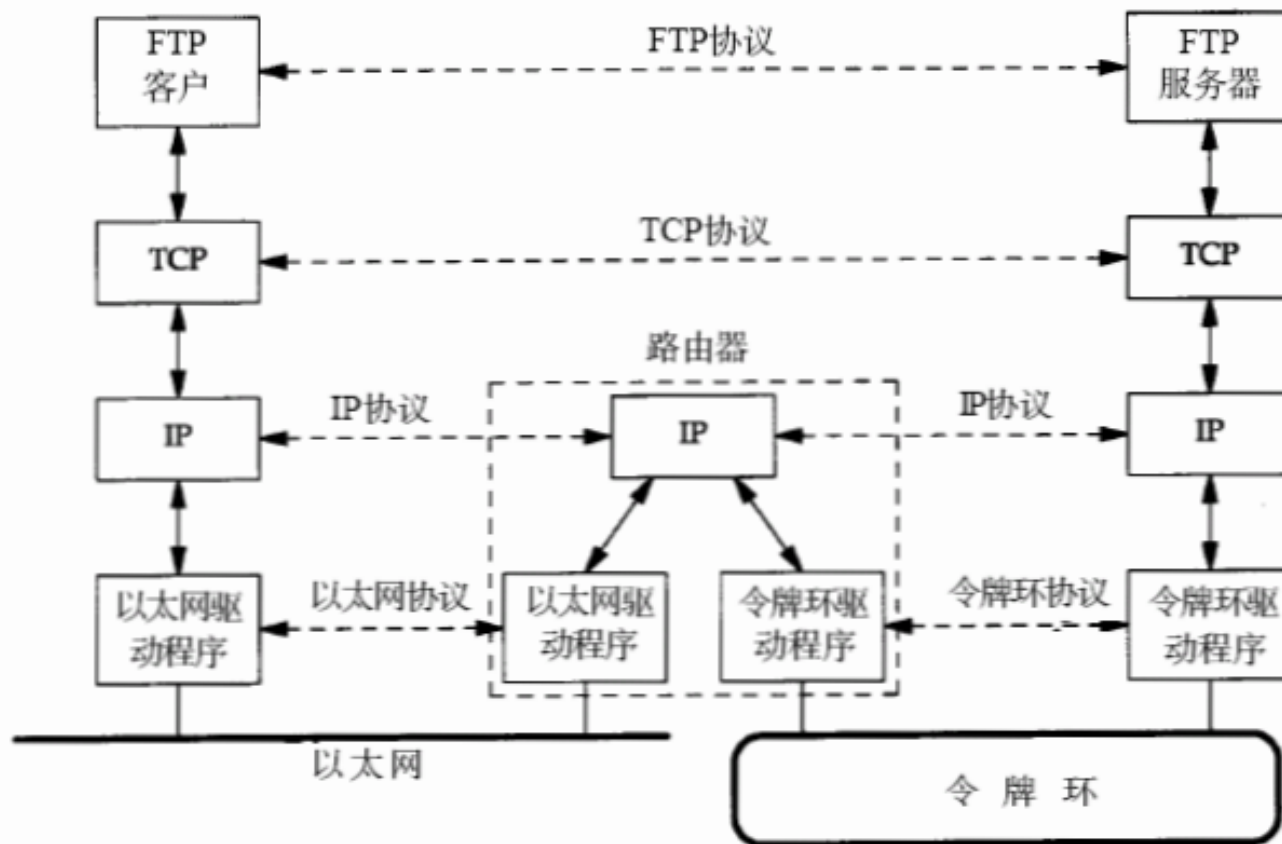 FTP
客户
FTP协议
FTP
服务器
TCP
TCP协议
TCP
路由器
IP
IP协议
IP
IP协议
IP
以太网驱
动程序
以太网协议
以太网驱
动程序
令牌环驱
动程序
令牌环协议
令牌环驱
动程序
以太网
令牌环